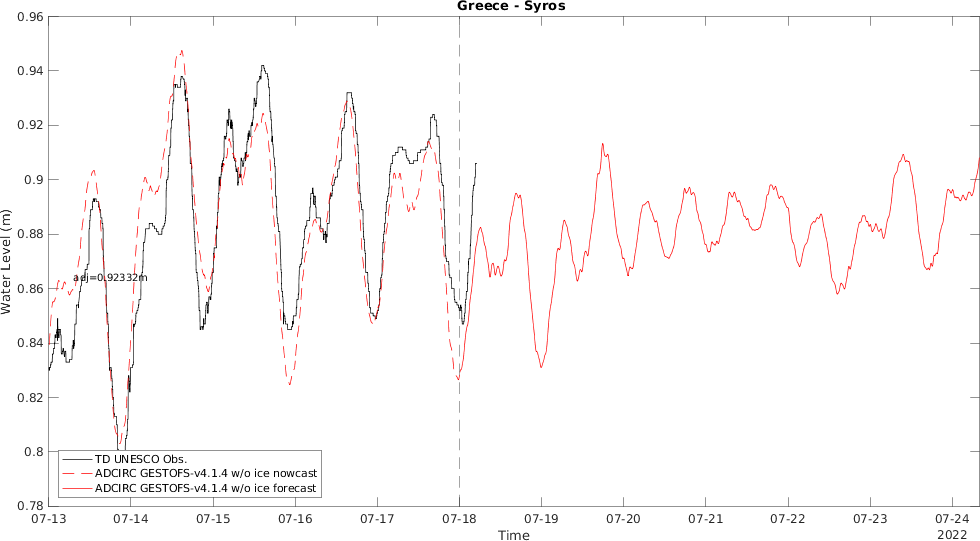 Greece - Syros
0.96
0.94
0.92
0.9
0.88
0.86
0.84
0.82
0.8
0.78
Water Level (m)
adj=0.92332m
TD UNESCO Obs.
ADCIRC GESTOFS-v4.1.4 w/o ice nowcast
ADCIRC GESTOFS-v4.1.4 w/o ice forecast
07-13 07-14 07-15 07-16 07-17 07-18 07-19 07-20 07-21 07-22 07-23 07-24
Time
2022